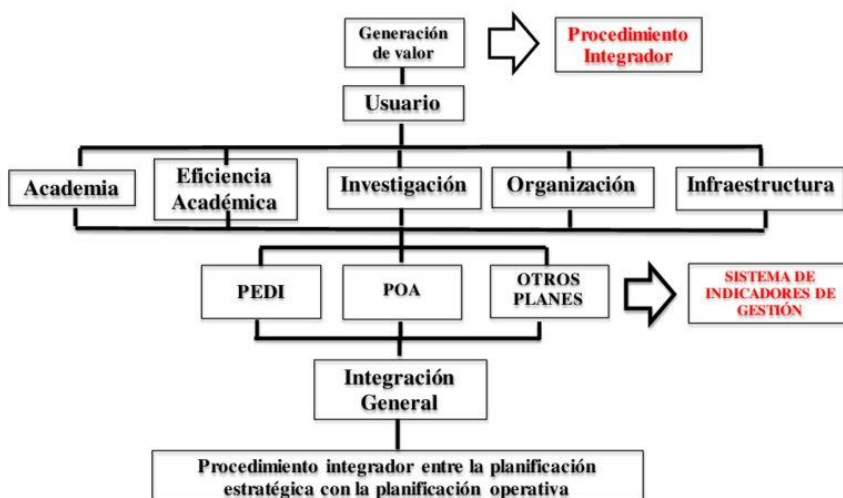 Generación
de valor
Procedimiento
Integrador
Usuario
Academia
Eficiencia
Académica
Investigación
Organización
Infraestructura
PEDI
POA
OTROS
PLANES
SISTEMA DE
INDICADORES DE
GESTIÓN
Integración
General
Procedimiento integrador entre la planificación
estratégica con la planificación operativa